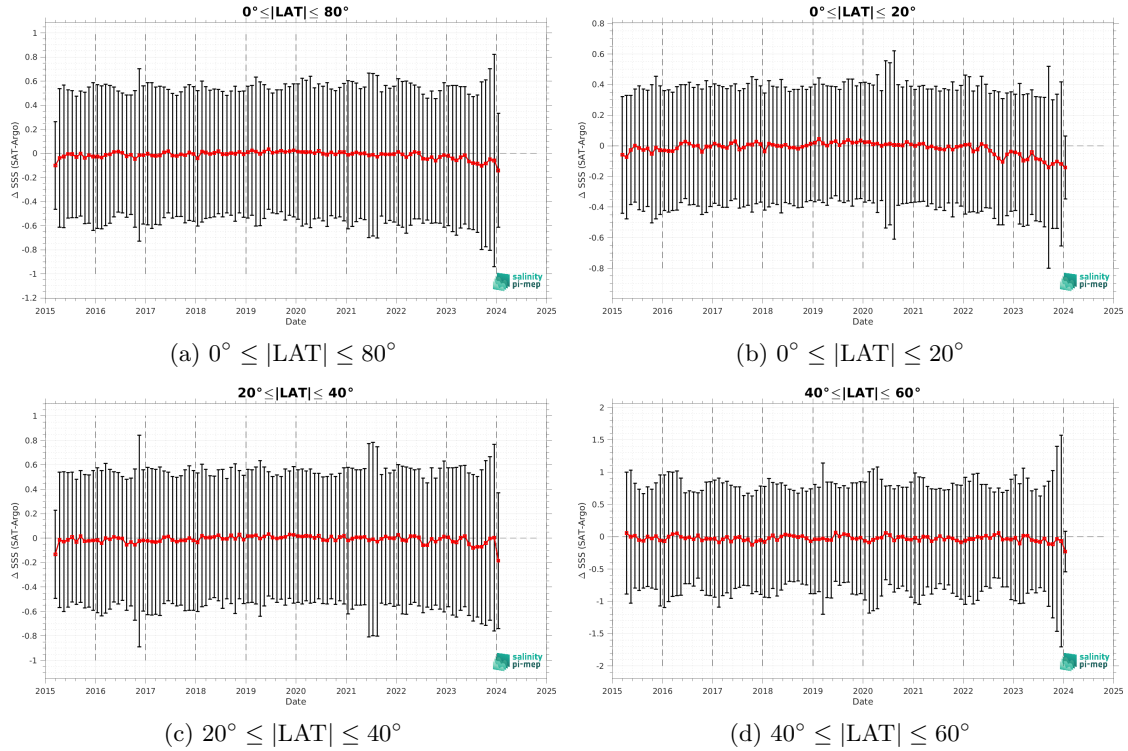 0°≤|LAT|≤ 80°
Δ SSS (SAT-Argo)
1
0.8
0.6
0.4
0.2
0
-0.2
-0.4
-0.6
-0.8
-1
-1.2
2015 2016 2017 2018 2019 2020 2021 2022 2023 2024 2025
Date
salinity
pi-mep
(a) 0° ≤ |LAT| ≤ 80°
0°≤|LAT|≤ 20°
Δ SSS (SAT-Argo)
0.8
0.6
0.4
0.2
0
-0.2
-0.4
-0.6
-0.8
2015 2016 2017 2018 2019 2020 2021 2022 2023 2024 2025
Date
salinity
pi-mep
(b) 0° ≤ |LAT| ≤ 20°
20°≤|LAT|≤ 40°
Δ SSS (SAT-Argo)
1
0.8
0.6
0.4
0.2
0
-0.2
-0.4
-0.6
-0.8
-1
2015 2016 2017 2018 2019 2020 2021 2022 2023 2024 2025
Date
salinity
pi-mep
(c) 20° ≤ |LAT| ≤ 40°
40°≤|LAT|≤ 60°
Δ SSS (SAT-Argo)
2
1.5
1
0.5
0
-0.5
-1
-1.5
-2
2015 2016 2017 2018 2019 2020 2021 2022 2023 2024 2025
Date
salinity
pi-mep
(d) 40° ≤ |LAT| ≤ 60°